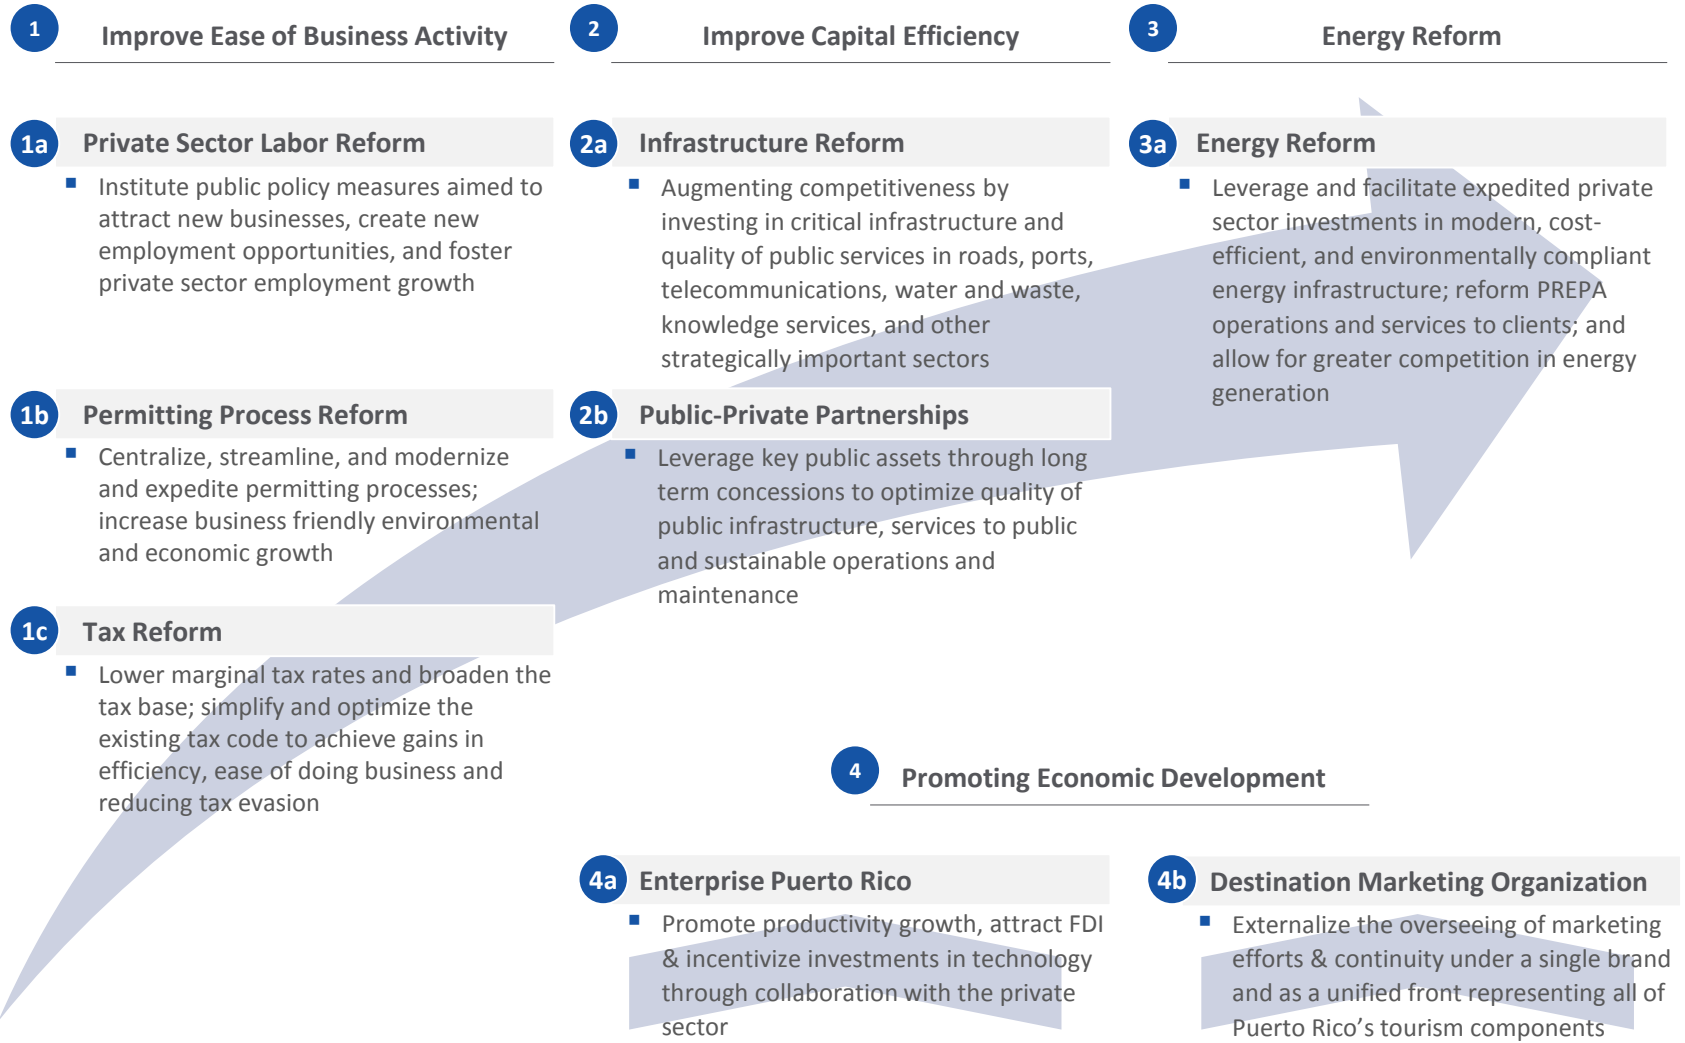 1
Improve Ease of Business Activity
1a
Private Sector Labor Reform
Institute public policy measures aimed to
attract new businesses, create new
employment opportunities, and foster
private sector employment growth
1b
Permitting Process Reform
Centralize, streamline, and modernize
and expedite permitting processes;
increase business friendly environmental
and economic growth
1c
Tax Reform
Lower marginal tax rates and broaden the
tax base; simplify and optimize the
existing tax code to achieve gains in
efficiency, ease of doing business and
reducing tax evasion
2
Improve Capital Efficiency
2a
Infrastructure Reform
Augmenting competitiveness by
investing in critical infrastructure and
quality of public services in roads, ports,
telecommunications, water and waste,
knowledge services, and other
strategically important sectors
2b
Public-Private Partnerships
Leverage key public assets through long
term concessions to optimize quality of
public infrastructure, services to public
and sustainable operations and
maintenance
3
Energy Reform
3a
Energy Reform
Leverage and facilitate expedited private
sector investments in modern, cost-
efficient, and environmentally compliant
energy infrastructure; reform PREPA
operations and services to clients; and
allow for greater competition in energy
generation
4
Promoting Economic Development
4a
Enterprise Puerto Rico
Promote productivity growth, attract FDI
& incentivize investments in technology
through collaboration with the private
sector
4b
Destination Marketing Organization
Externalize the overseeing of marketing
efforts & continuity under a single brand
and as a unified front representing all of
Puerto Rico’s tourism components